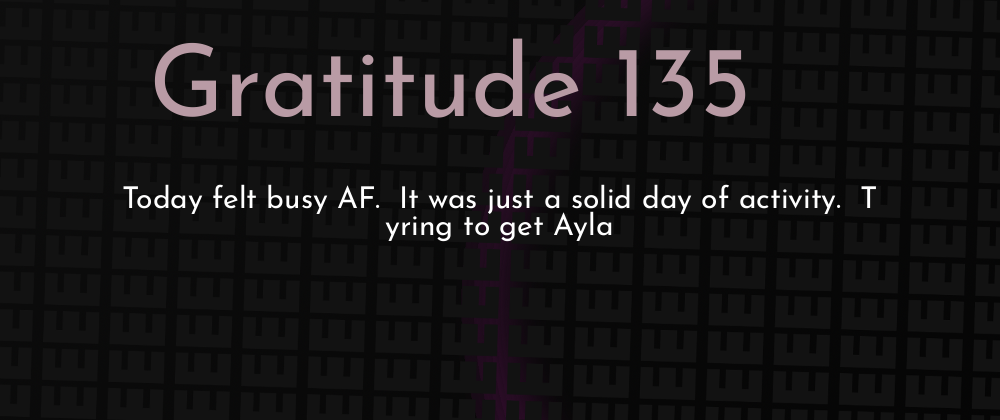 Gratitude 135
Today felt busy AF.  It was just a solid day of activity.  T
yring to get Ayla